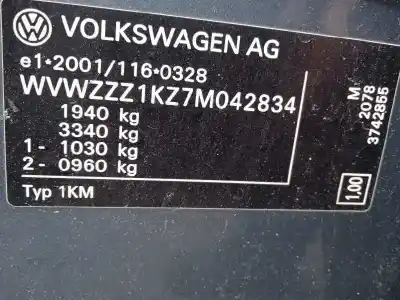 VOLKSWAGEN AG
e1*2001/116*0328
WVWZZZ1KZ7M042834
1940 kg
3340 kg
1- 1030 kg
2- 0960 kg
Typ 1KM
M
2078
3742855
1.00